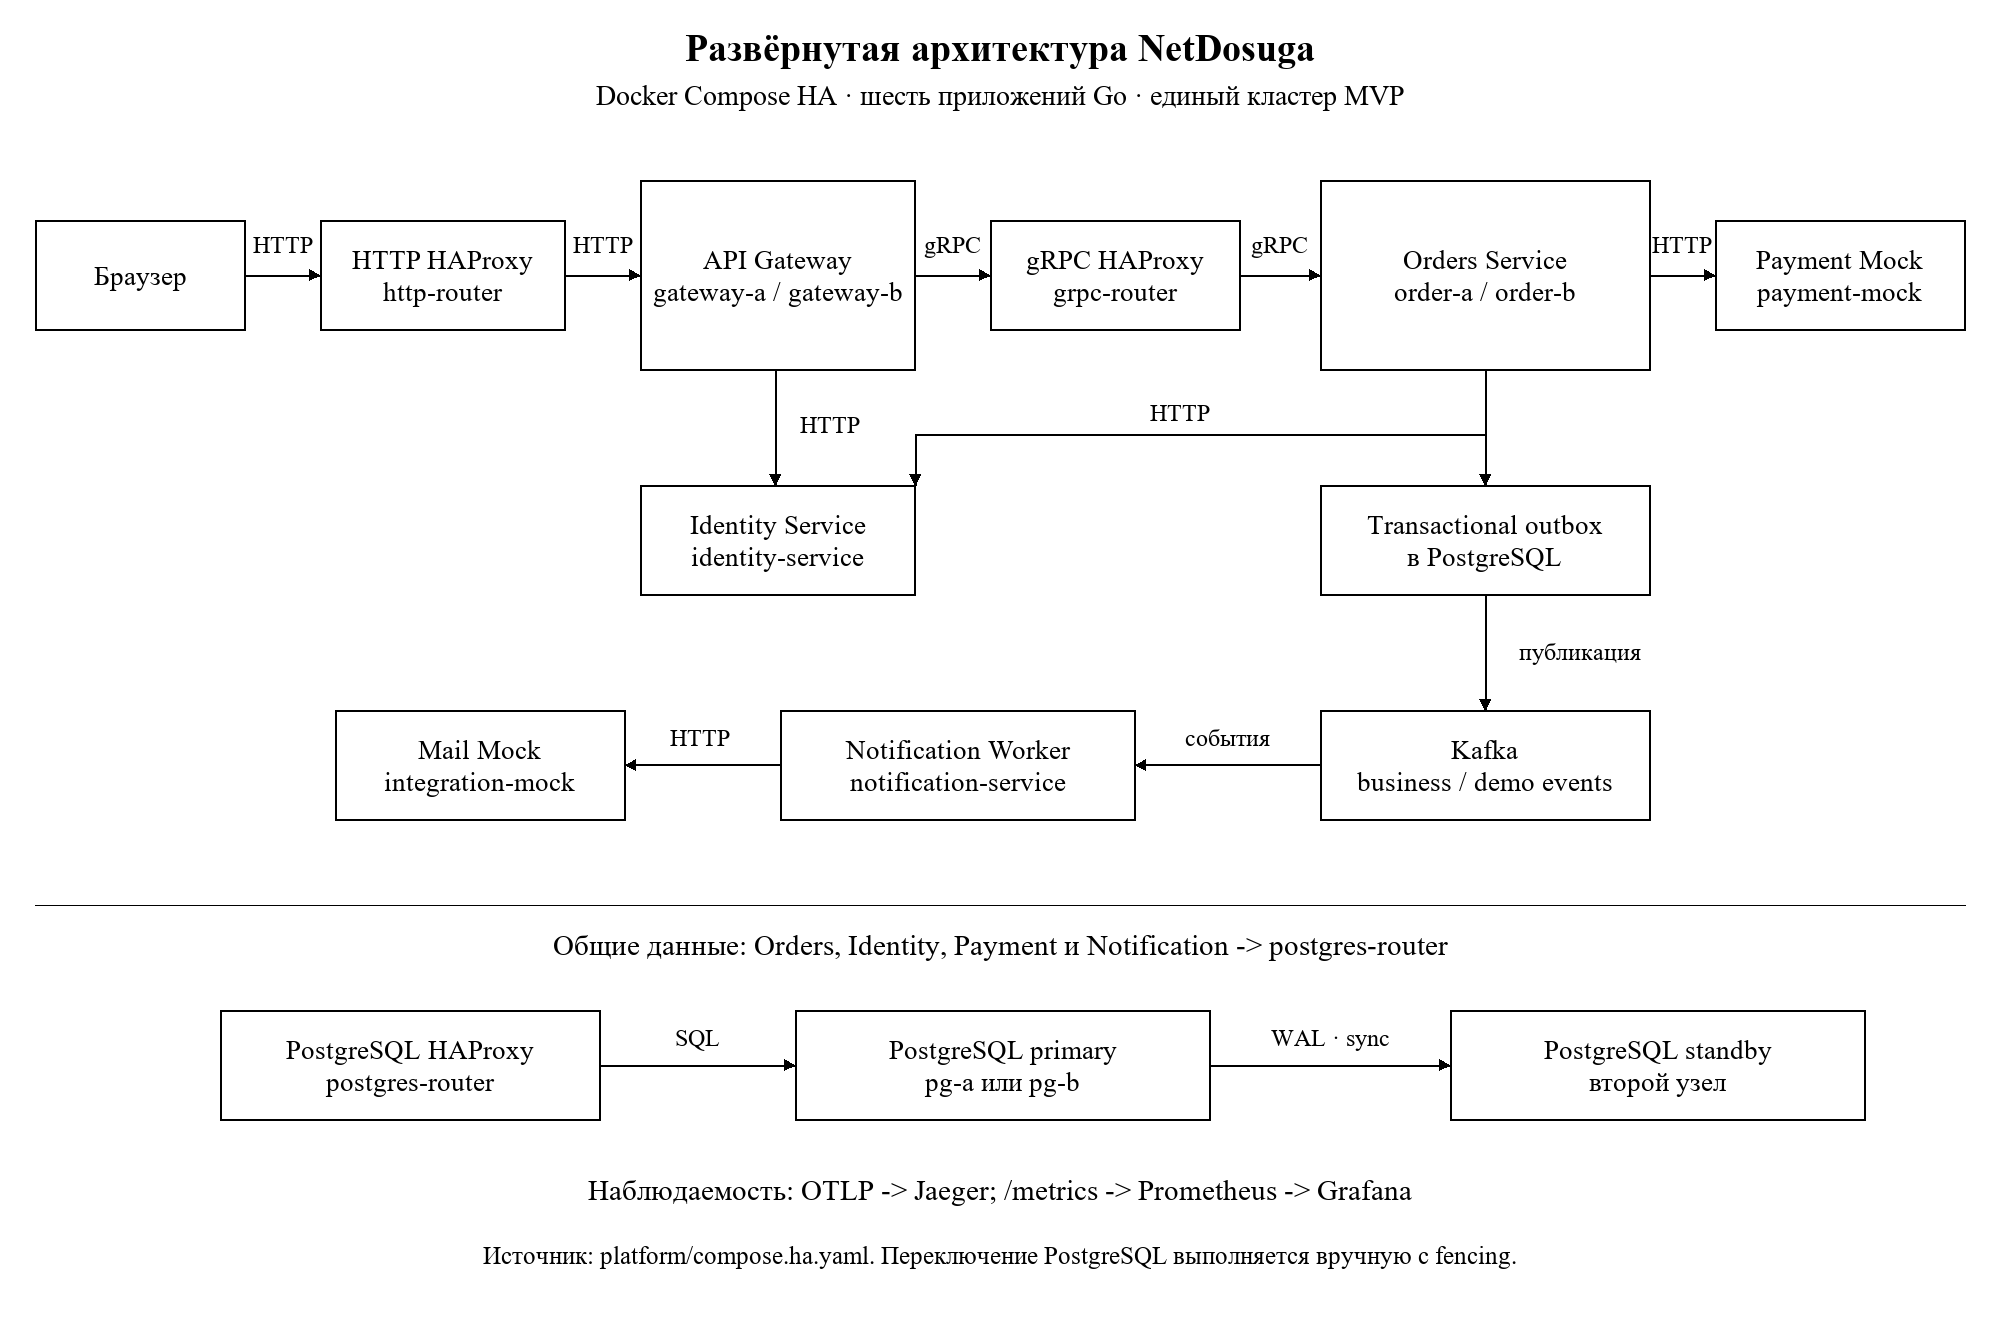 Развёрнутая архитектура NetDosuga
Docker Compose HA · шесть приложений Go · единый кластер MVP
Браузер
HTTP
HTTP HAProxy
http-router
HTTP
API Gateway
gateway-a / gateway-b
gRPC
gRPC HAProxy
grpc-router
gRPC
Orders Service
order-a / order-b
HTTP
Payment Mock
payment-mock
HTTP
HTTP
Identity Service
identity-service
Transactional outbox
в PostgreSQL
публикация
Mail Mock
integration-mock
HTTP
Notification Worker
notification-service
события
Kafka
business / demo events
Общие данные: Orders, Identity, Payment и Notification -> postgres-router
PostgreSQL HAProxy
postgres-router
SQL
PostgreSQL primary
pg-a или pg-b
WAL · sync
PostgreSQL standby
второй узел
Наблюдаемость: OTLP -> Jaeger; /metrics -> Prometheus -> Grafana
Источник: platform/compose.ha.yaml. Переключение PostgreSQL выполняется вручную с fencing.